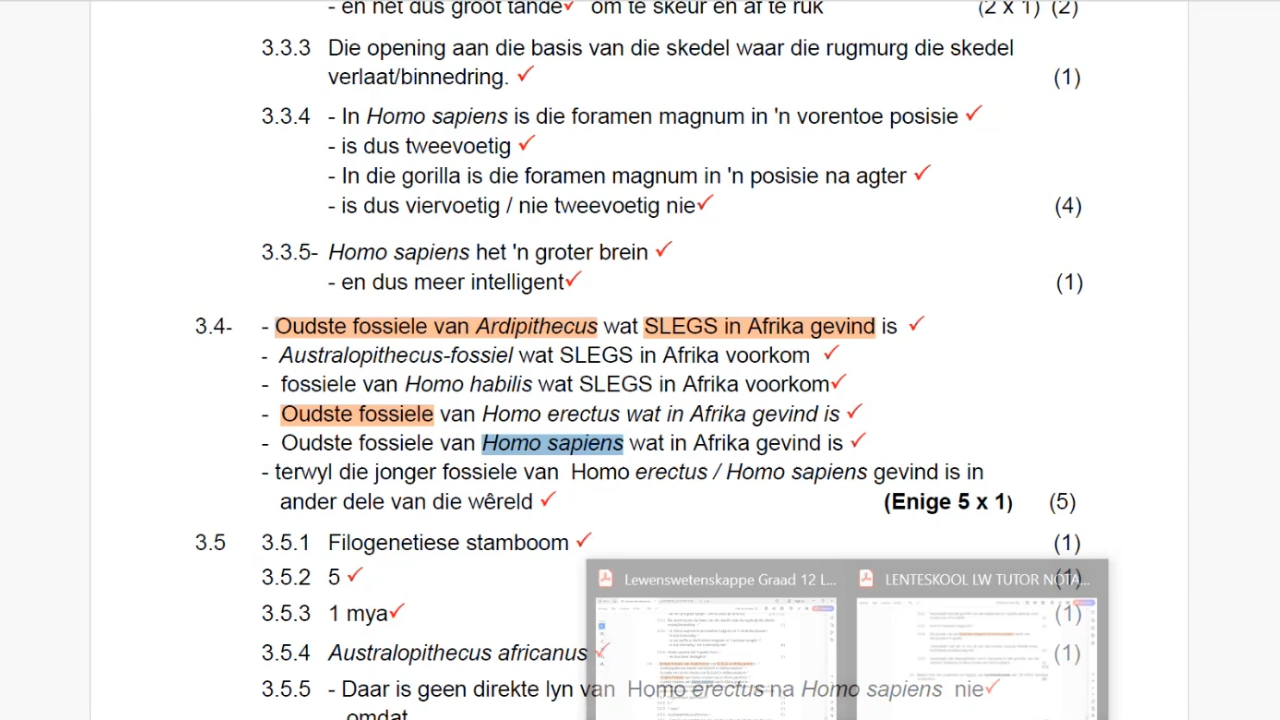 - en het dus groot tande✓ om te skeur en af te ruk (2 x 1) (2)
3.3.3 Die opening aan die basis van die skedel waar die rugmurg die skedel
verlaat/binnedring. ✓ (1)
3.3.4 - In Homo sapiens is die foramen magnum in 'n vorentoe posisie ✓
- is dus tweevoetig ✓
- In die gorilla is die foramen magnum in 'n posisie na agter ✓
- is dus viervoetig / nie tweevoetig nie✓ (4)
3.3.5- Homo sapiens het 'n groter brein ✓
- en dus meer intelligent✓ (1)
3.4- - Oudste fossiele van Ardipithecus wat SLEGS in Afrika gevind is ✓
- Australopithecus-fossiel wat SLEGS in Afrika voorkom ✓
- fossiele van Homo habilis wat SLEGS in Afrika voorkom✓
- Oudste fossiele van Homo erectus wat in Afrika gevind is ✓
- Oudste fossiele van Homo sapiens wat in Afrika gevind is ✓
- terwyl die jonger fossiele van Homo erectus / Homo sapiens gevind is in
ander dele van die wêreld ✓ (Enige 5 x 1) (5)
3.5 3.5.1 Filogenetiese stamboom ✓ (1)
3.5.2 5 ✓ (1)
Lewenswetenskappe Graad 12 L... LENTESKOOL LW TUTOR NOTA...
3.5.3 1 mya✓ (1)
3.5.4 Australopithecus africanus ✓ (1)
3.5.5 - Daar is geen direkte lyn van Homo erectus na Homo sapiens nie✓
omdat